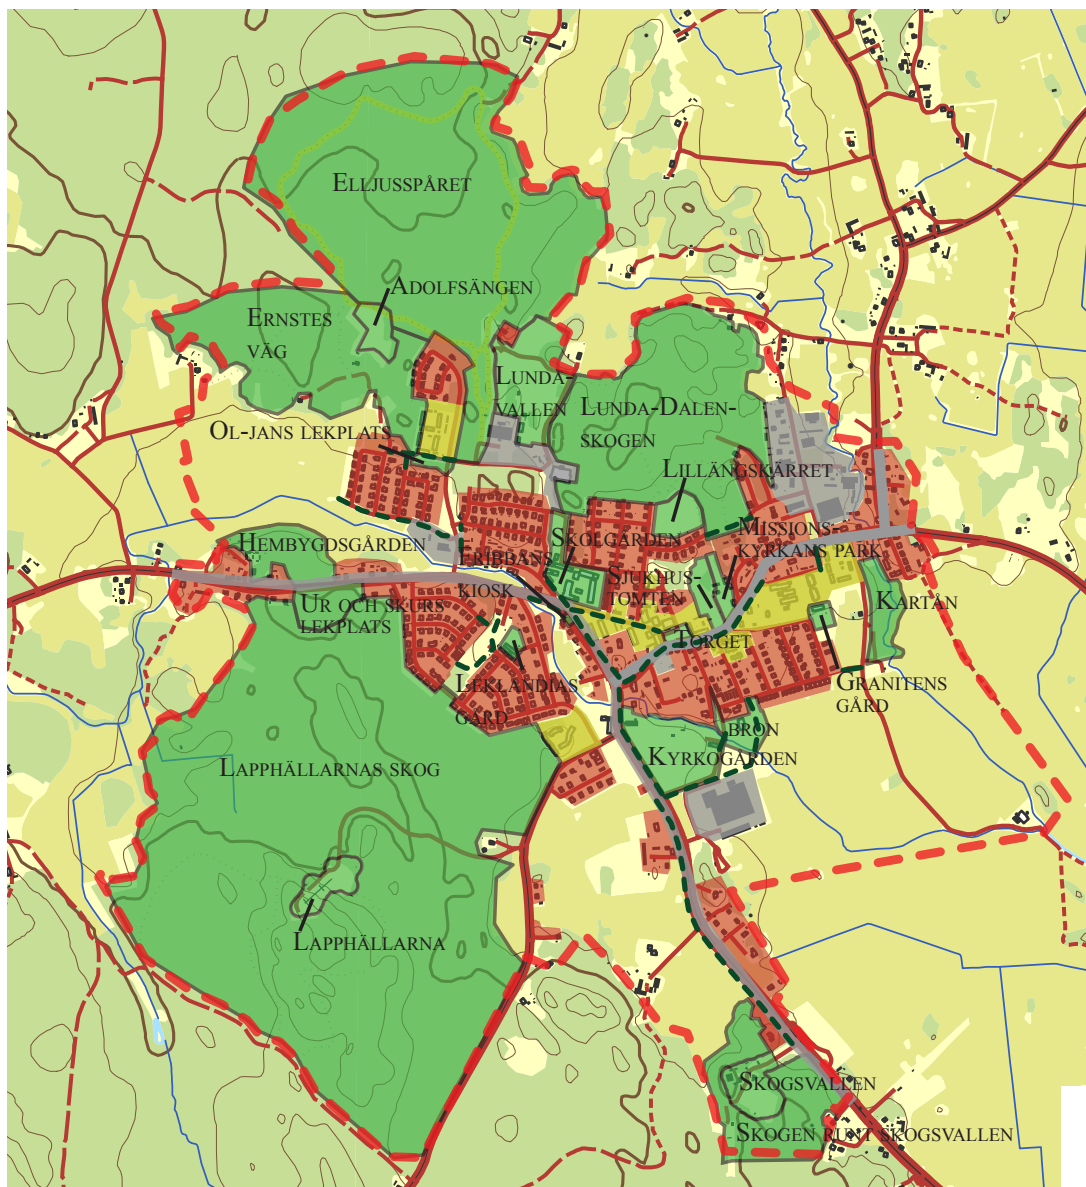 Elljusspåret
Adolfsängen
Ernstes
väg
Lunda-
vallen
Lunda-Dalen-
skogen
Ol-jans lekplats
Lillängskärret
Hembygdsgården
Skolgården
Missions-
kyrkans park
Fribbans
kiosk
Sjukhus-
tomten
Ur och skurs
lekplats
Kartån
Torget
Leklandias
gård
Granitens
gård
bron
Kyrkogården
Lapphällarnas skog
Lapphällarna
Skogsvallen
Skogen runt skogsvallen